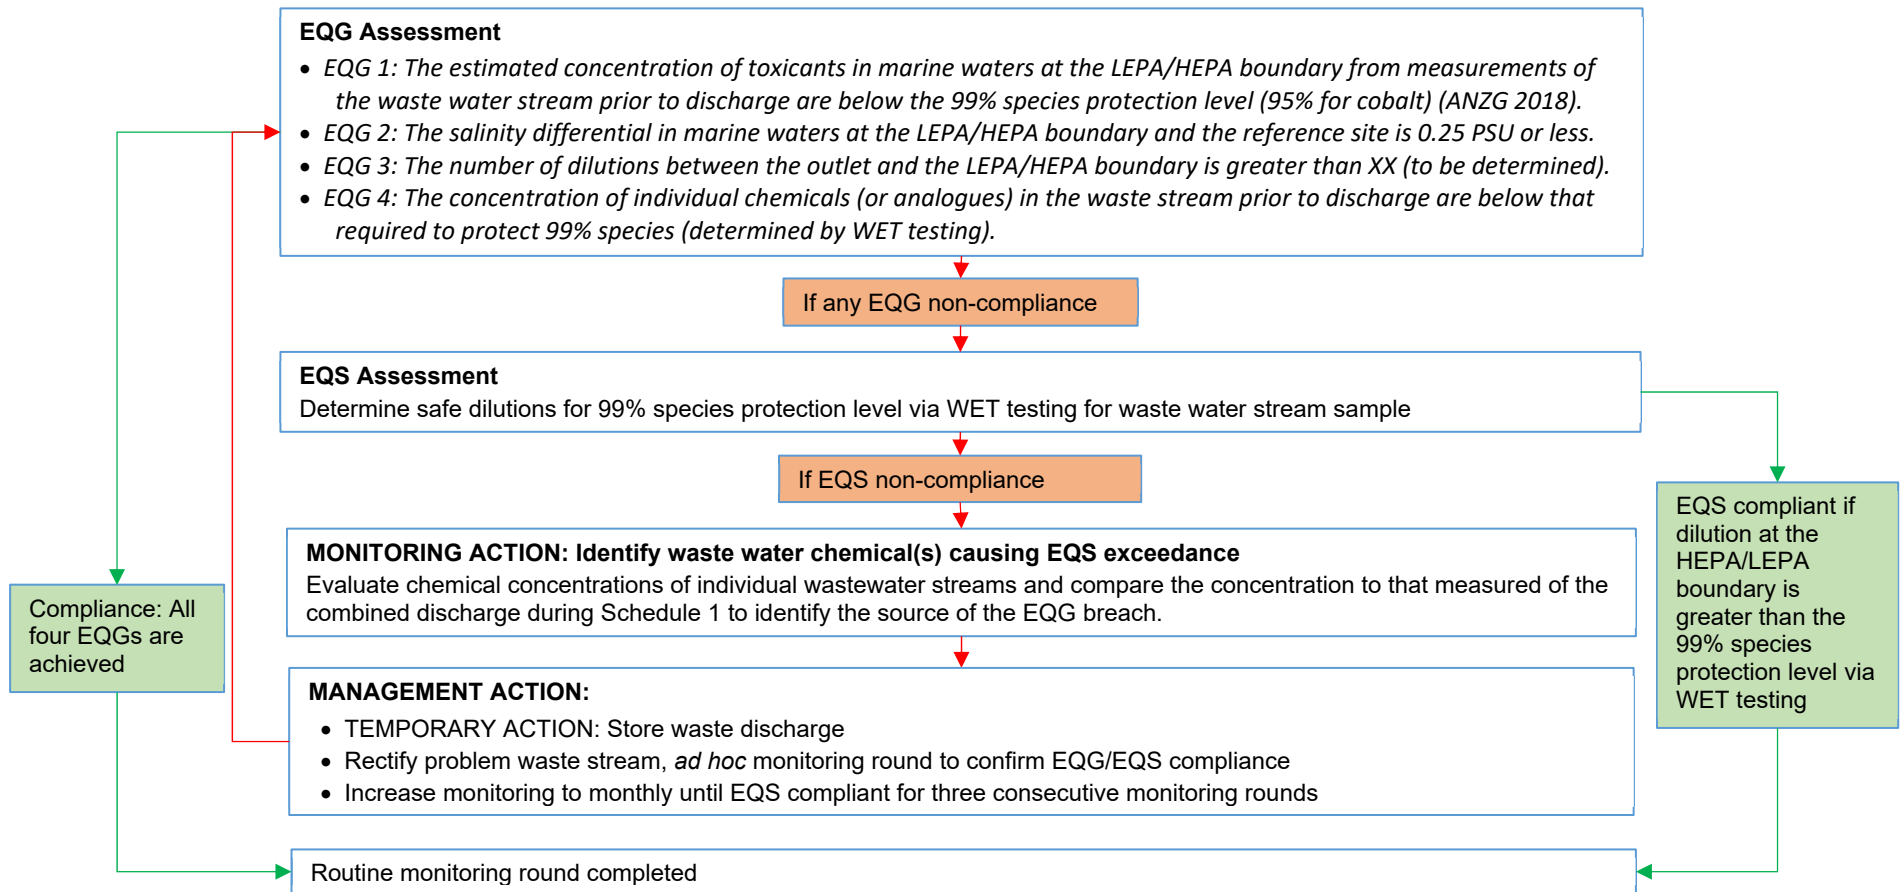 EQG Assessment
• EQG 1: The estimated concentration of toxicants in marine waters at the LEPA/HEPA boundary from measurements of
the waste water stream prior to discharge are below the 99% species protection level (95% for cobalt) (ANZG 2018).
• EQG 2: The salinity differential in marine waters at the LEPA/HEPA boundary and the reference site is 0.25 PSU or less.
• EQG 3: The number of dilutions between the outlet and the LEPA/HEPA boundary is greater than XX (to be determined).
• EQG 4: The concentration of individual chemicals (or analogues) in the waste stream prior to discharge are below that
required to protect 99% species (determined by WET testing).
If any EQG non-compliance
EQS Assessment
Determine safe dilutions for 99% species protection level via WET testing for waste water stream sample
If EQS non-compliance
MONITORING ACTION: Identify waste water chemical(s) causing EQS exceedance
Evaluate chemical concentrations of individual wastewater streams and compare the concentration to that measured of the
combined discharge during Schedule 1 to identify the source of the EQG breach.
Compliance: All
four EQGs are
achieved
EQS compliant if
dilution at the
HEPA/LEPA
boundary is
greater than the
99% species
protection level via
WET testing
MANAGEMENT ACTION:
• TEMPORARY ACTION: Store waste discharge
• Rectify problem waste stream, ad hoc monitoring round to confirm EQG/EQS compliance
• Increase monitoring to monthly until EQS compliant for three consecutive monitoring rounds
Routine monitoring round completed